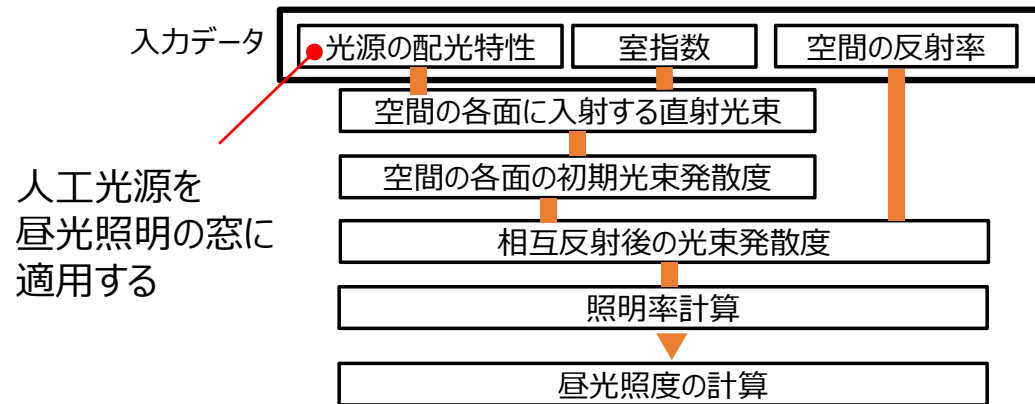 入力データ
光源の配光特性
室指数
空間の反射率
空間の各面に入射する直射光束
空間の各面の初期光束発散度
人工光源を
昼光照明の窓に
適用する
相互反射後の光束発散度
照明率計算
昼光照度の計算